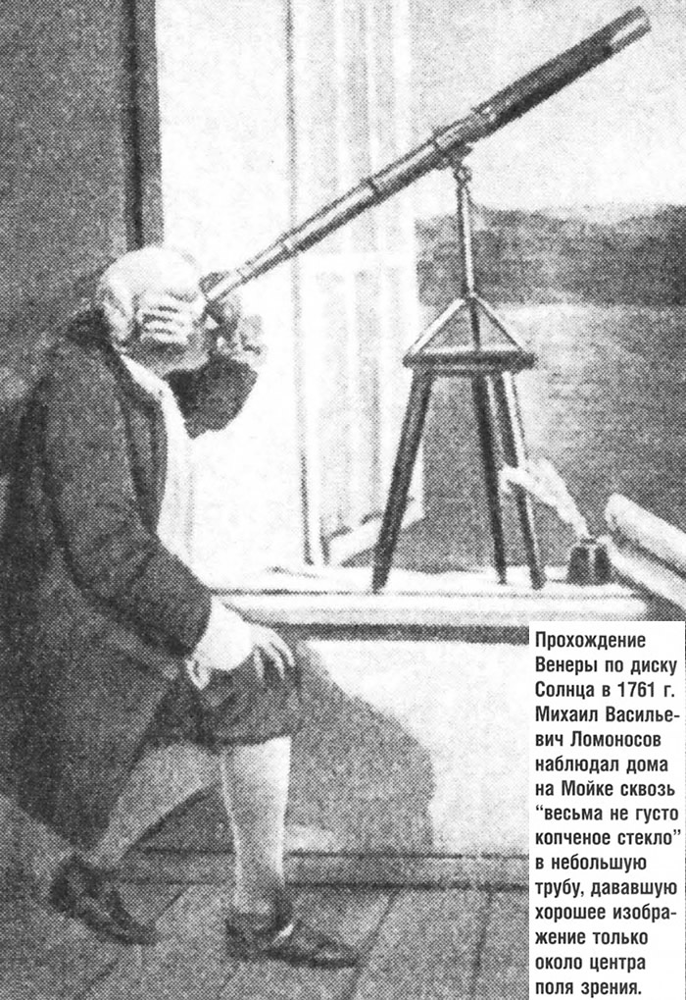 Прохождение
Венеры по диску
Солнца в 1761 г.
Михаил Василье-
вич Ломоносов
наблюдал дома
на Мойке сквозь
“весьма не густо
копченое стекло”
в небольшую
трубу, дававшую
хорошее изобра-
жение только
около центра
поля зрения.